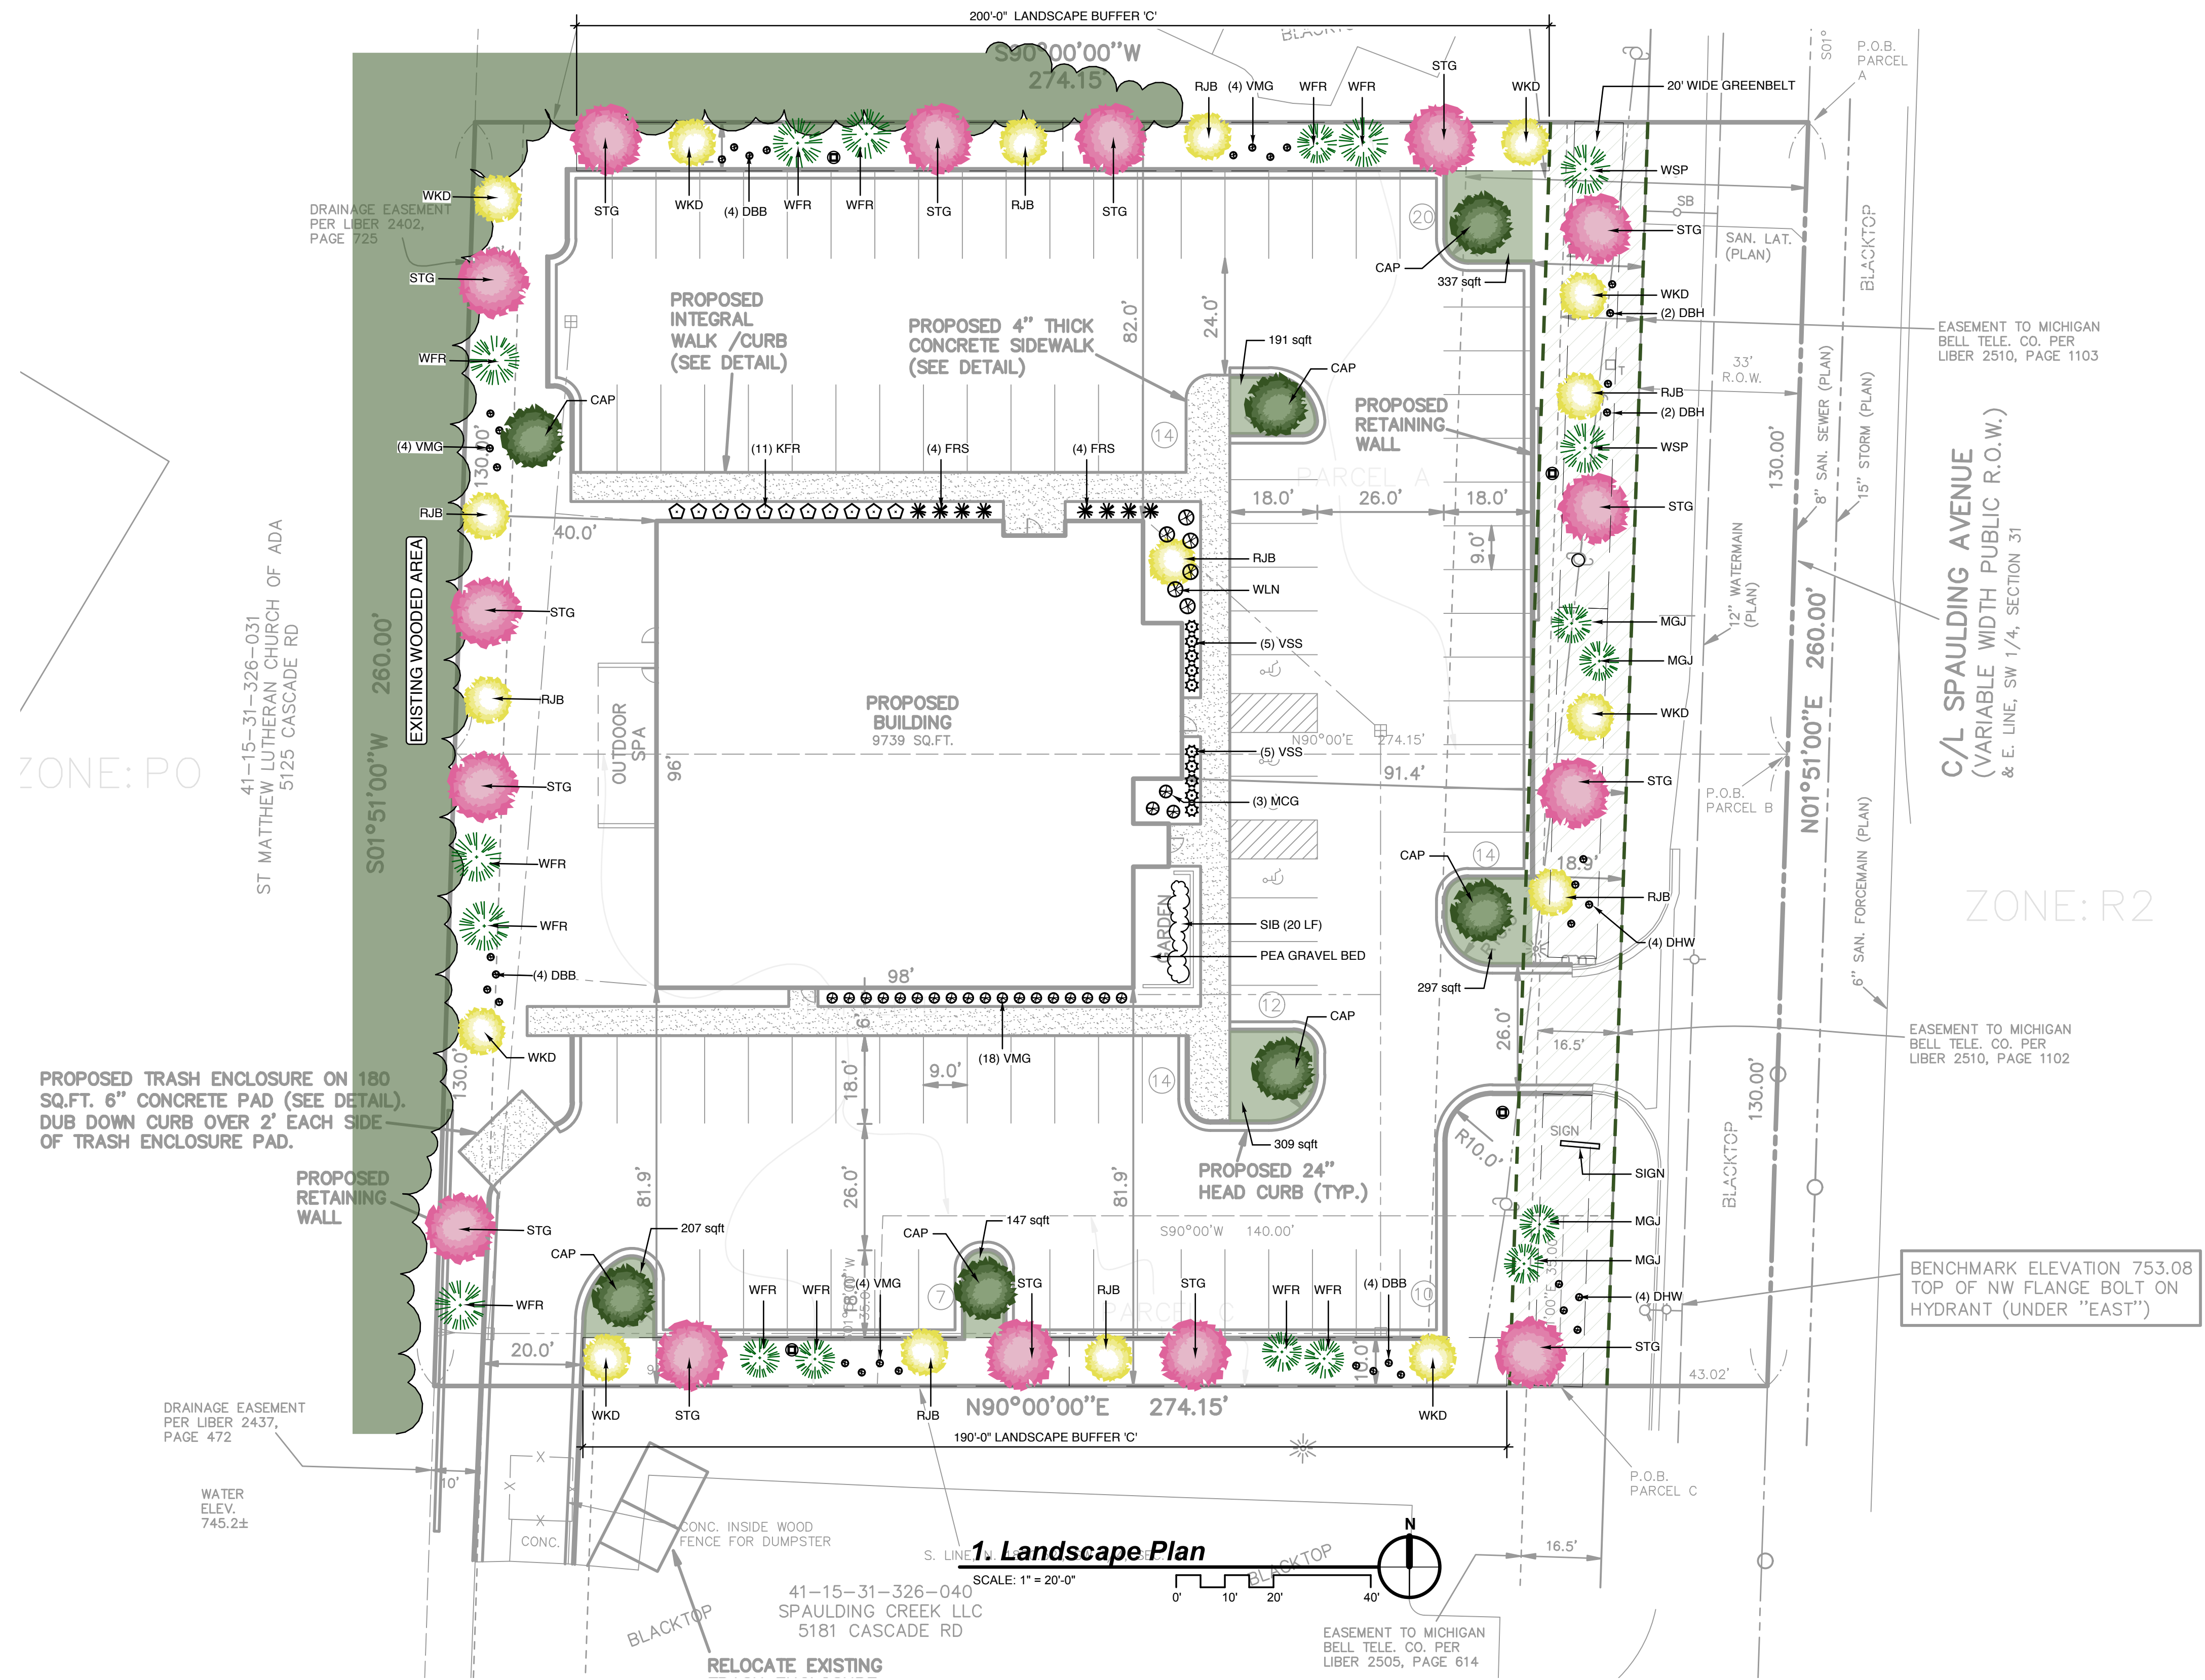 200'-0" LANDSCAPE BUFFER 'C'
S90°00'00"W
274.15'
STG
RJB
(4) VMG
WFR
WFR
WKD
20' WIDE GREENBELT
S01°
P.O.B.
PARCEL
A
WKD
DRAINAGE EASEMENT
PER LIBER 2402,
PAGE 725
STG
WKD
(4) DBB
WFR
WFR
STG
RJB
STG
20
CAP
337 sqft
WSP
STG
SB
SAN. LAT.
(PLAN)
BLACKTOP
STG
WFR
CAP
(4) VMG
130.00'
RJB
40.0'
PROPOSED
INTEGRAL
WALK /CURB
(SEE DETAIL)
PROPOSED 4" THICK
CONCRETE SIDEWALK
(SEE DETAIL)
82.0'
24.0'
191 sqft
CAP
14
PROPOSED
RETAINING
WALL
PARCEL A
WKD
(2) DBH
EASEMENT TO MICHIGAN
BELL TELE. CO. PER
LIBER 2510, PAGE 1103
33'
R.O.W.
T
RJB
(2) DBH
WSP
STG
(11) KFR
(4) FRS
(4) FRS
18.0'
26.0'
18.0'
9.0'
130.00'
8" SAN. SEWER (PLAN)
15" STORM (PLAN)
12" WATERMAIN
(PLAN)
C/L SPAULDING AVENUE
(VARIABLE WIDTH PUBLIC R.O.W.)
& E. LINE, SW 1/4, SECTION 31
EXISTING WOODED AREA
41-15-31-326-031
ST MATTHEW LUTHERAN CHURCH OF ADA
5125 CASCADE RD
260.00'
S01°51'00"W
ZONE: PO
STG
RJB
STG
WFR
WFR
(4) DBB
WKD
130.0'
OUTDOOR
SPA
96'
PROPOSED
BUILDING
9739 SQ.FT.
RJB
WLN
(5) VSS
(5) VSS
(3) MCG
N90°00'E
274.15'
91.4'
MGJ
MGJ
WKD
STG
P.O.B.
PARCEL B
N01°51'00"E 260.00'
6" SAN. FORCEMAIN (PLAN)
ZONE: R2
GARDEN
SIB (20 LF)
PEA GRAVEL BED
98'
CAP
14
18.9'
RJB
(4) DHW
297 sqft
12
CAP
26.0'
16.5'
EASEMENT TO MICHIGAN
BELL TELE. CO. PER
LIBER 2510, PAGE 1102
130.00'
(18) VMG
6'
18.0'
9.0'
14
309 sqft
PROPOSED 24"
HEAD CURB (TYP.)
R10.0'
SIGN
SIGN
BLACKTOP
PROPOSED TRASH ENCLOSURE ON 180
SQ.FT. 6" CONCRETE PAD (SEE DETAIL).
DUB DOWN CURB OVER 2' EACH SIDE
OF TRASH ENCLOSURE PAD.
PROPOSED
RETAINING
WALL
STG
WFR
81.9'
26.0'
81.9'
207 sqft
CAP
147 sqft
CAP
S90°00'W 140.00'
MGJ
MGJ
(4) DHW
STG
BENCHMARK ELEVATION 753.08
TOP OF NW FLANGE BOLT ON
HYDRANT (UNDER "EAST")
WFR
WFR
18.0'
(4) VMG
7
STG
RJB
STG
WFR
WFR
(4) DBB
10
PARCEL C
20.0'
10.0'
43.02'
WKD
STG
RJB
N90°00'00"E
274.15'
WKD
190'-0" LANDSCAPE BUFFER 'C'
DRAINAGE EASEMENT
PER LIBER 2437,
PAGE 472
10'
WATER
ELEV.
745.2±
X
X
X
X
CONC.
CONC. INSIDE WOOD
FENCE FOR DUMPSTER
P.O.B.
PARCEL C
16.5'
S. LINE, N.
1. Landscape Plan
SCALE: 1" = 20'-0"
0'
10'
20'
40'
N
BLACKTOP
41-15-31-326-040
SPAULDING CREEK LLC
5181 CASCADE RD
BLACKTOP
RELOCATE EXISTING
EASEMENT TO MICHIGAN
BELL TELE. CO. PER
LIBER 2505, PAGE 614